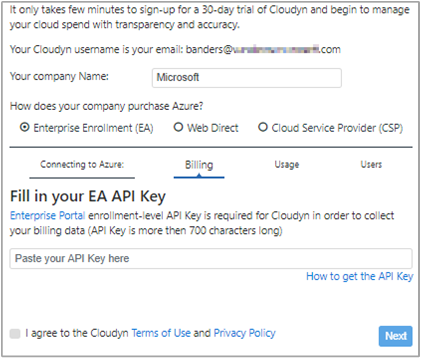 It only takes few minutes to sign-up for a 30-day trial of Cloudyn and begin to manage
your cloud spend with transparency and accuracy.
Your Cloudyn username is your email: banders@ .com
Your company Name: Microsoft
How does your company purchase Azure?
Enterprise Enrollment (EA) Web Direct Cloud Service Provider (CSP)
Connecting to Azure: Billing Usage Users
Fill in your EA API Key
Enterprise Portal enrollment-level API Key is required for Cloudyn in order to collect
your billing data (API Key is more then 700 characters long)
Paste your API Key here
How to get the API Key
I agree to the Cloudyn Terms of Use and Privacy Policy
Next